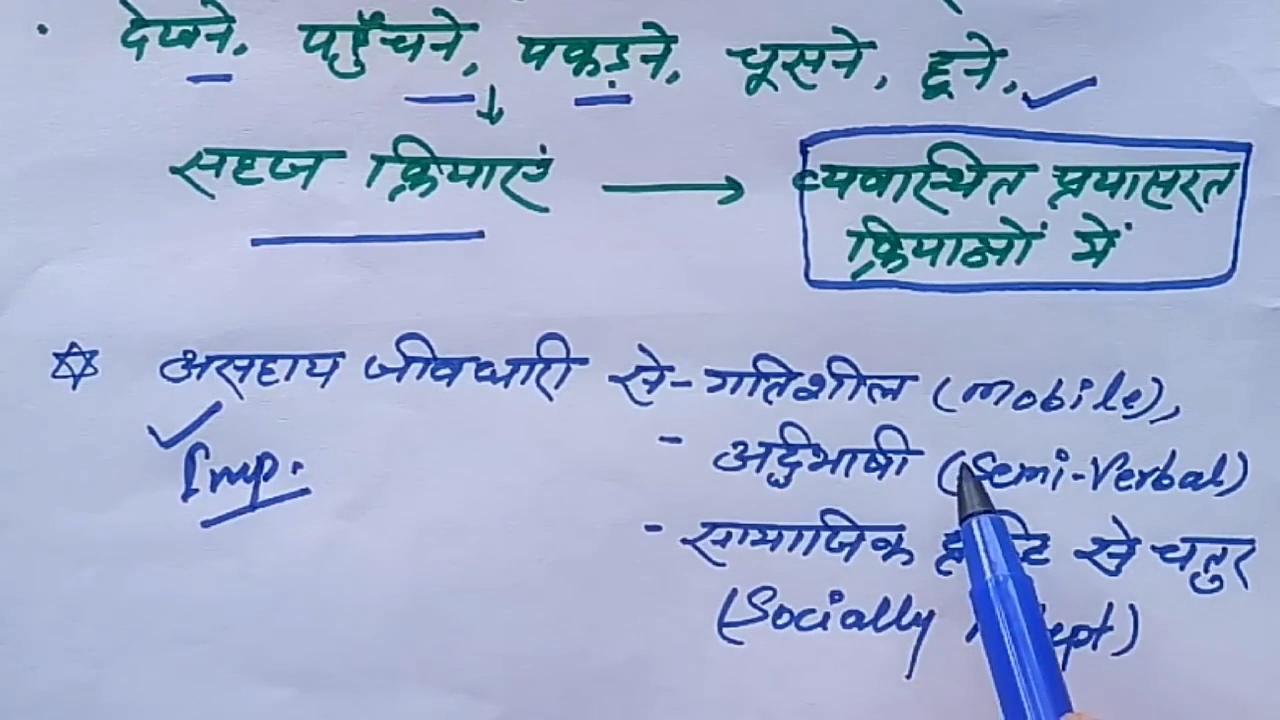 देखने, पहुँचने, पकड़ने, चूसने, छूने,
सहज क्रियाएं → व्यवास्थित प्रयासरत
क्रियाओं में
असहाय जीवधारी से - गतिशील (Mobile),
Imp.
- अर्द्धभाषी (Semi-Verbal)
- सामाजिक से चतुर
(Socially